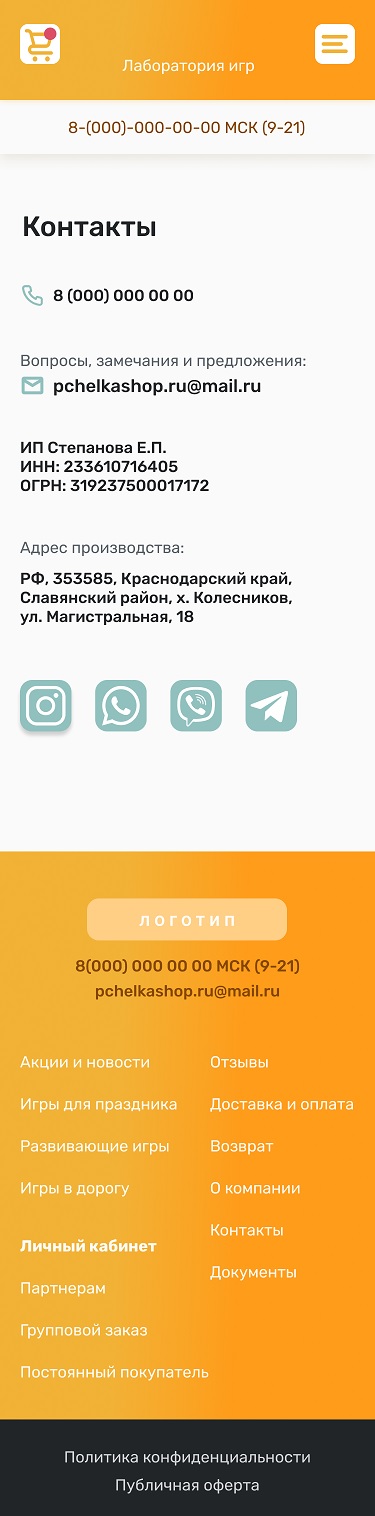 Лаборатория игр
8-(000)-000-00-00 МСК (9-21)
Контакты
8 (000) 000 00 00
Вопросы, замечания и предложения:
pchelkashop.ru@mail.ru
ИП Степанова Е.П.
ИНН: 233610716405
ОГРН: 319237500017172
Адрес производства:
РФ, 353585, Краснодарский край,
Славянский район, х. Колесников,
ул. Магистральная, 18
ЛОГОТИП
8(000) 000 00 00 МСК (9-21)
pchelkashop.ru@mail.ru
Акции и новости
Игры для праздника
Развивающие игры
Игры в дорогу
Личный кабинет
Партнерам
Групповой заказ
Постоянный покупатель
Отзывы
Доставка и оплата
Возврат
О компании
Контакты
Документы
Политика конфиденциальности
Публичная оферта